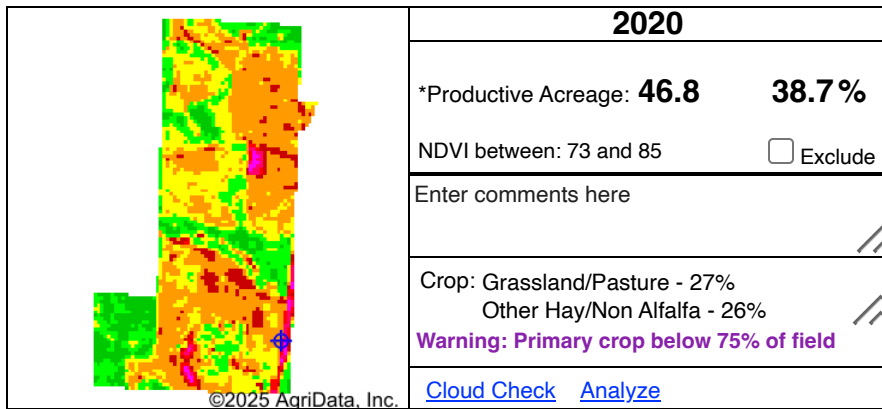 2020
*Productive Acreage: 46.8 38.7%
NDVI between: 73 and 85 Exclude
Enter comments here
Crop: Grassland/Pasture - 27%
Other Hay/Non Alfalfa - 26%
Warning: Primary crop below 75% of field
©2025 AgriData, Inc.
Cloud Check Analyze